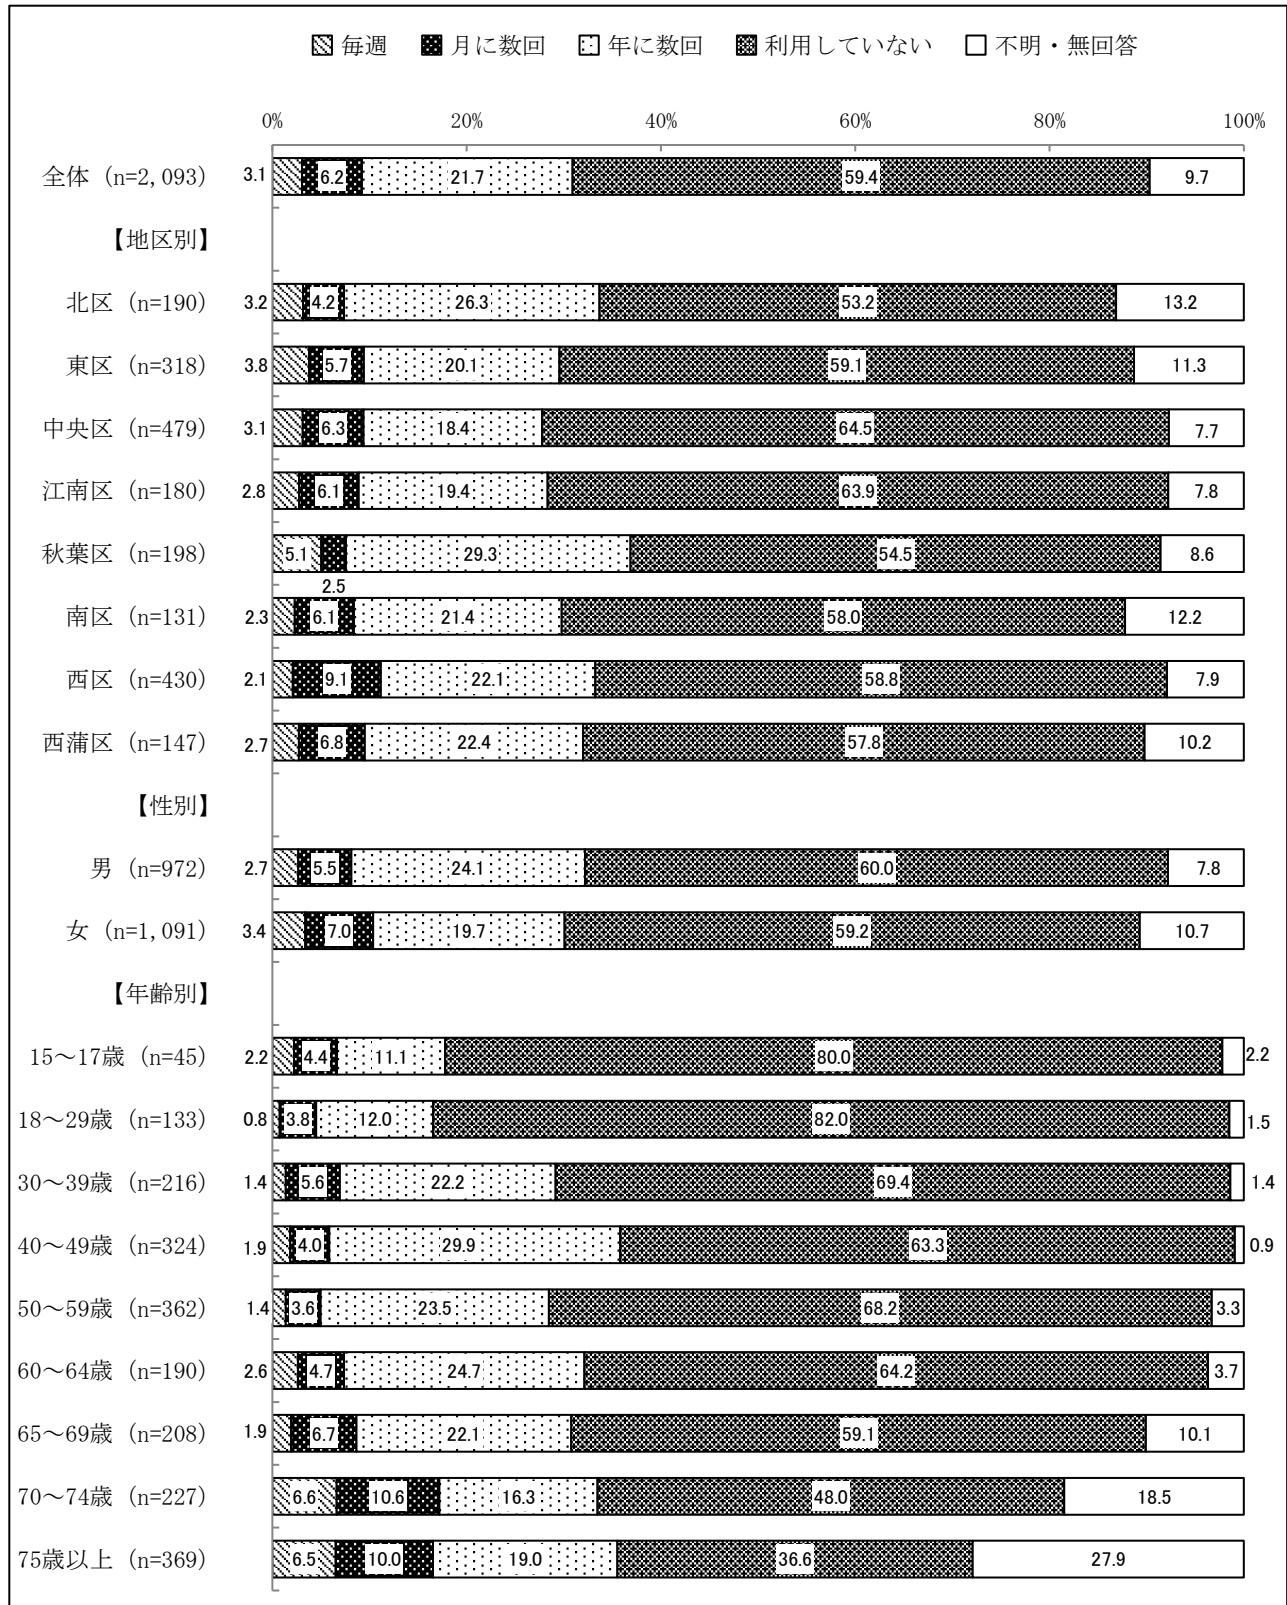 毎週 月に数回 年に数回 利用していない 不明・無回答
0% 20% 40% 60% 80% 100%
全体 (n=2,093) 3.1 6.2 21.7 59.4 9.7
【地区別】
北区 (n=190) 3.2 4.2 26.3 53.2 13.2
東区 (n=318) 3.8 5.7 20.1 59.1 11.3
中央区 (n=479) 3.1 6.3 18.4 64.5 7.7
江南区 (n=180) 2.8 6.1 19.4 63.9 7.8
秋葉区 (n=198) 5.1 2.5 29.3 54.5 8.6
南区 (n=131) 2.3 6.1 21.4 58.0 12.2
西区 (n=430) 2.1 9.1 22.1 58.8 7.9
西蒲区 (n=147) 2.7 6.8 22.4 57.8 10.2
【性別】
男 (n=972) 2.7 5.5 24.1 60.0 7.8
女 (n=1,091) 3.4 7.0 19.7 59.2 10.7
【年齢別】
15～17歳 (n=45) 2.2 4.4 11.1 80.0 2.2
18～29歳 (n=133) 0.8 3.8 12.0 82.0 1.5
30～39歳 (n=216) 1.4 5.6 22.2 69.4 1.4
40～49歳 (n=324) 1.9 4.0 29.9 63.3 0.9
50～59歳 (n=362) 1.4 3.6 23.5 68.2 3.3
60～64歳 (n=190) 2.6 4.7 24.7 64.2 3.7
65～69歳 (n=208) 1.9 6.7 22.1 59.1 10.1
70～74歳 (n=227) 6.6 10.6 16.3 48.0 18.5
75歳以上 (n=369) 6.5 10.0 19.0 36.6 27.9